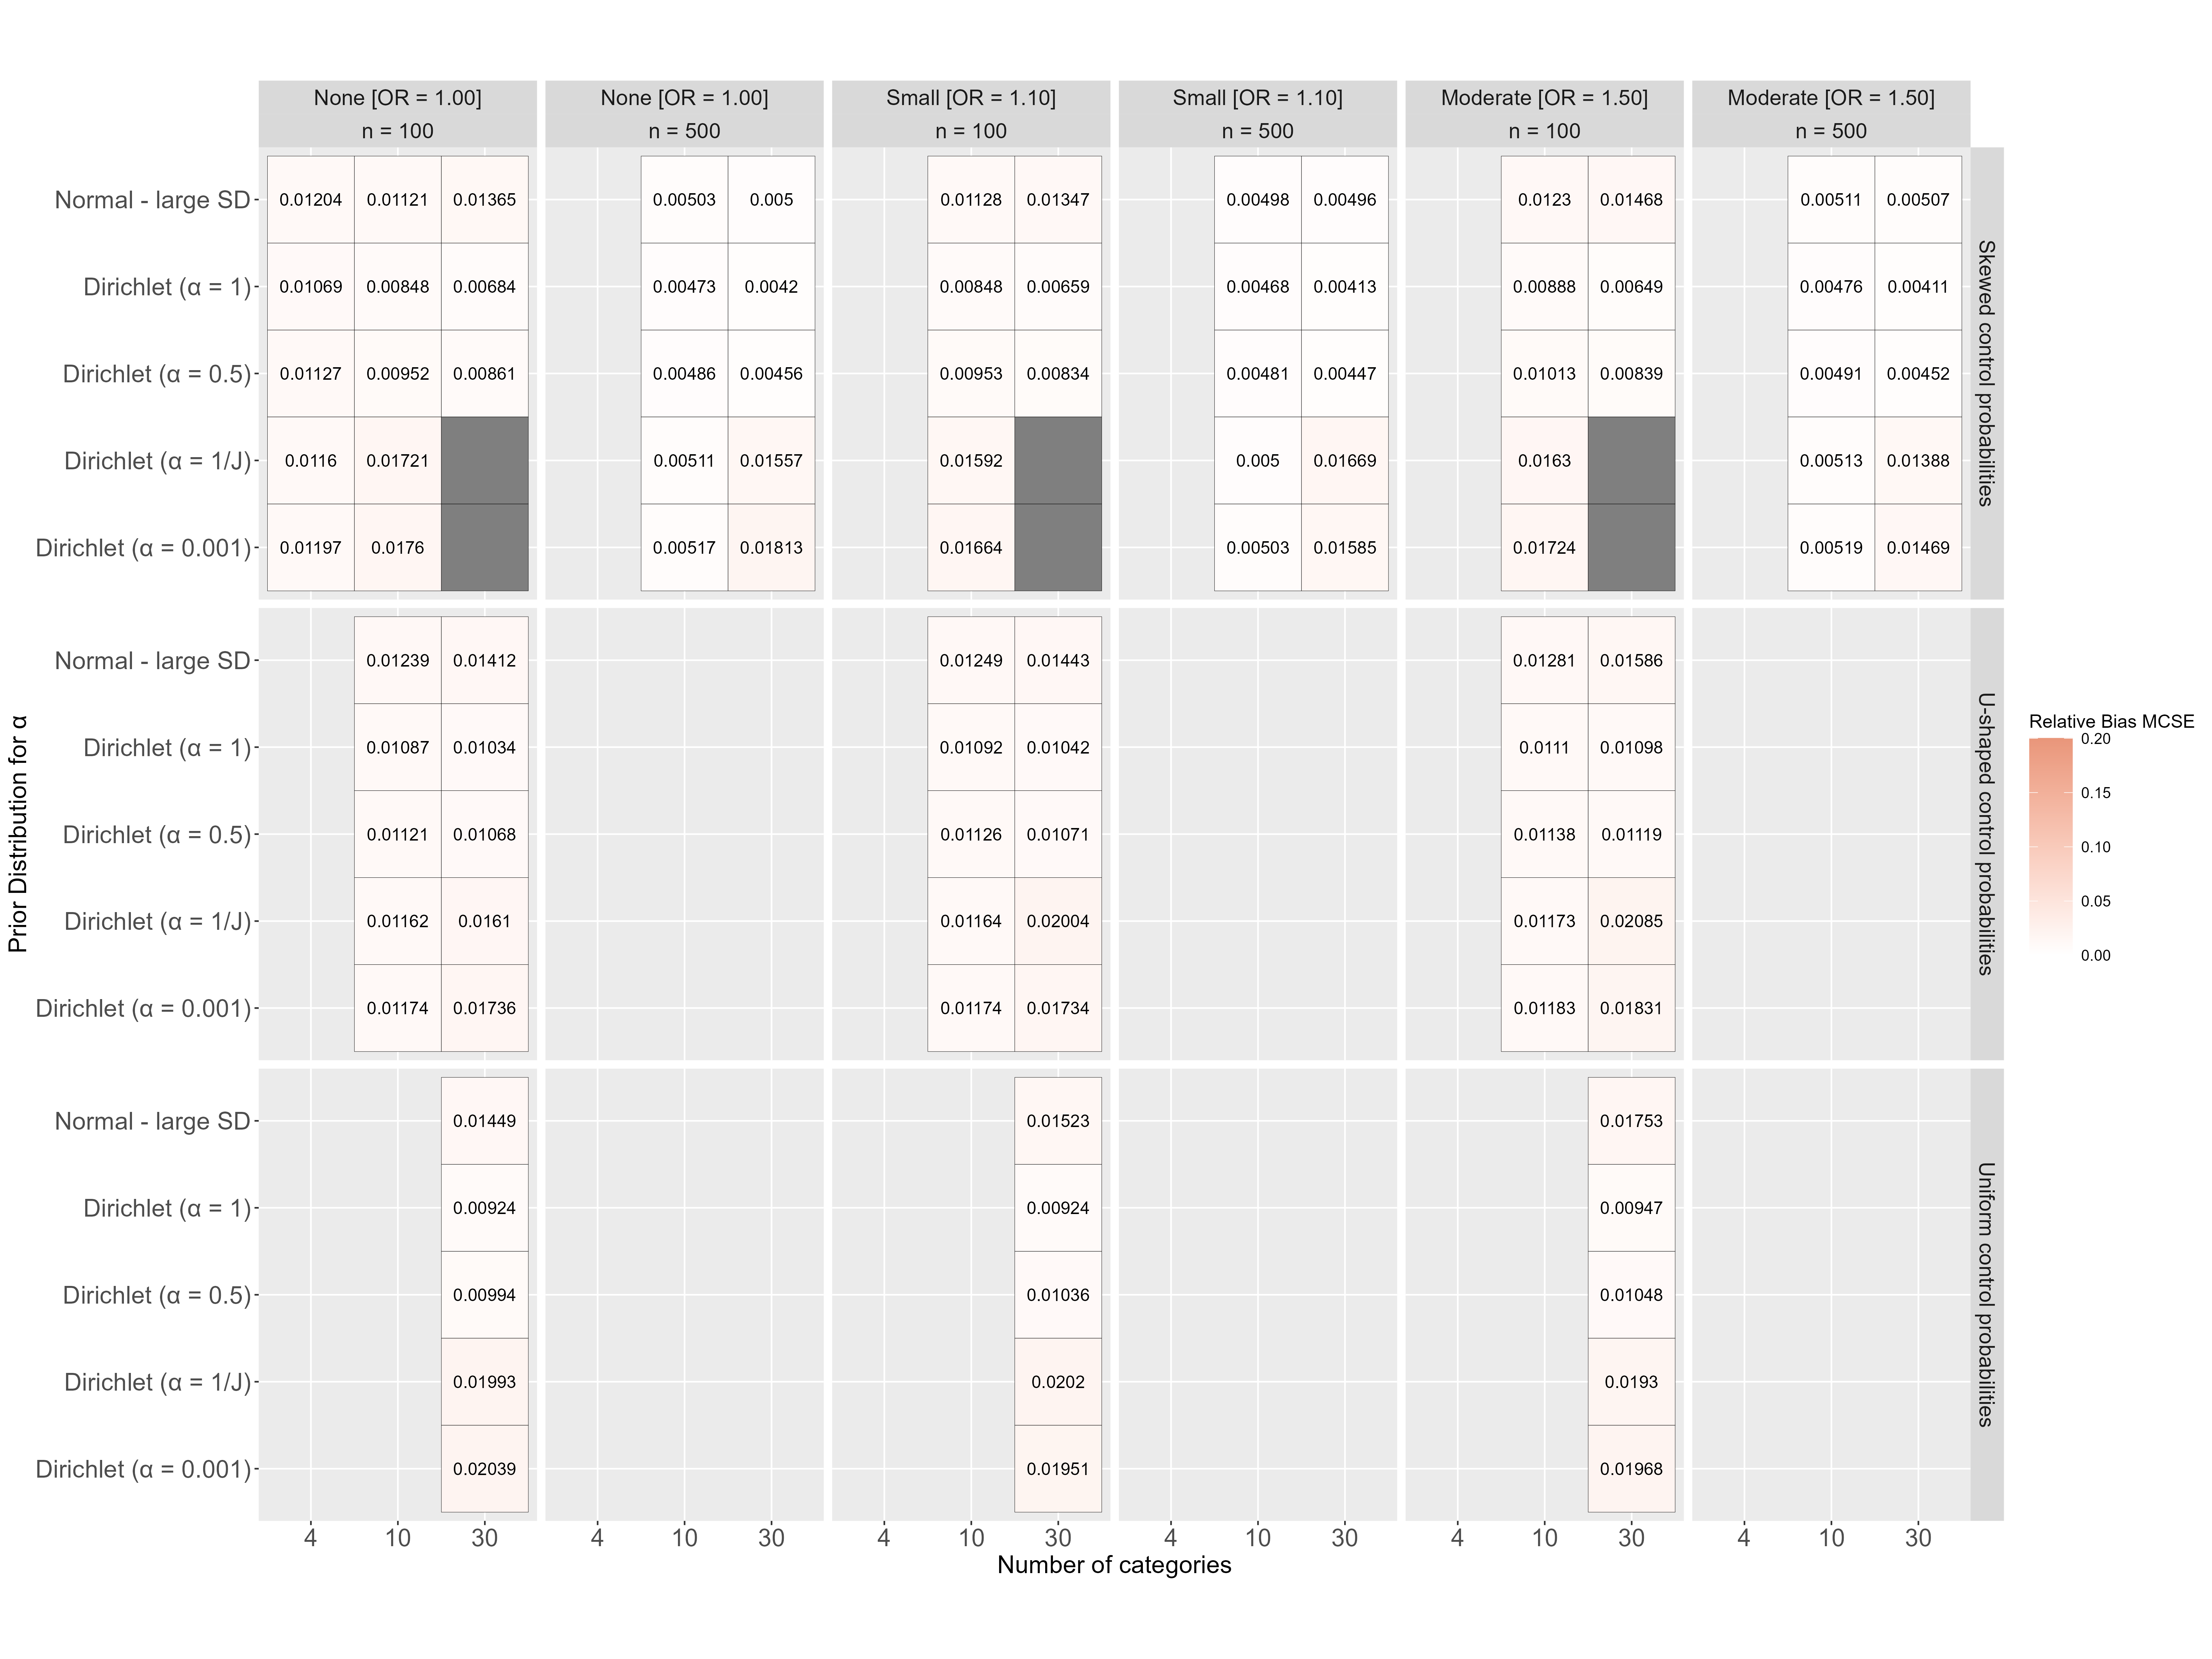 None [OR = 1.00] None [OR = 1.00] Small [OR = 1.10] Small [OR = 1.10] Moderate [OR = 1.50] Moderate [OR = 1.50]
n = 100 n = 500 n = 100 n = 500 n = 100 n = 500
Normal - large SD 0.01204 0.01121 0.01365 0.00503 0.005 0.01128 0.01347 0.00498 0.00496 0.0123 0.01468 0.00511 0.00507
Dirichlet (α = 1) 0.01069 0.00848 0.00684 0.00473 0.0042 0.00848 0.00659 0.00468 0.00413 0.00888 0.00649 0.00476 0.00411
Dirichlet (α = 0.5) 0.01127 0.00952 0.00861 0.00486 0.00456 0.00953 0.00834 0.00481 0.00447 0.01013 0.00839 0.00491 0.00452
Dirichlet (α = 1/J) 0.0116 0.01721 0.00511 0.01557 0.01592 0.005 0.01669 0.0163 0.00513 0.01388
Dirichlet (α = 0.001) 0.01197 0.0176 0.00517 0.01813 0.01664 0.00503 0.01585 0.01724 0.00519 0.01469
Skewed control probabilities
Normal - large SD 0.01239 0.01412 0.01249 0.01443 0.01281 0.01586
Dirichlet (α = 1) 0.01087 0.01034 0.01092 0.01042 0.0111 0.01098
Dirichlet (α = 0.5) 0.01121 0.01068 0.01126 0.01071 0.01138 0.01119
Dirichlet (α = 1/J) 0.01162 0.0161 0.01164 0.02004 0.01173 0.02085
Dirichlet (α = 0.001) 0.01174 0.01736 0.01174 0.01734 0.01183 0.01831
U-shaped control probabilities
Normal - large SD 0.01449 0.01523 0.01753
Dirichlet (α = 1) 0.00924 0.00924 0.00947
Dirichlet (α = 0.5) 0.00994 0.01036 0.01048
Dirichlet (α = 1/J) 0.01993 0.0202 0.0193
Dirichlet (α = 0.001) 0.02039 0.01951 0.01968
Uniform control probabilities
4 10 30 4 10 30 4 10 30 4 10 30 4 10 30 4 10 30
Number of categories
Prior Distribution for α
Relative Bias MCSE
0.20
0.15
0.10
0.05
0.00